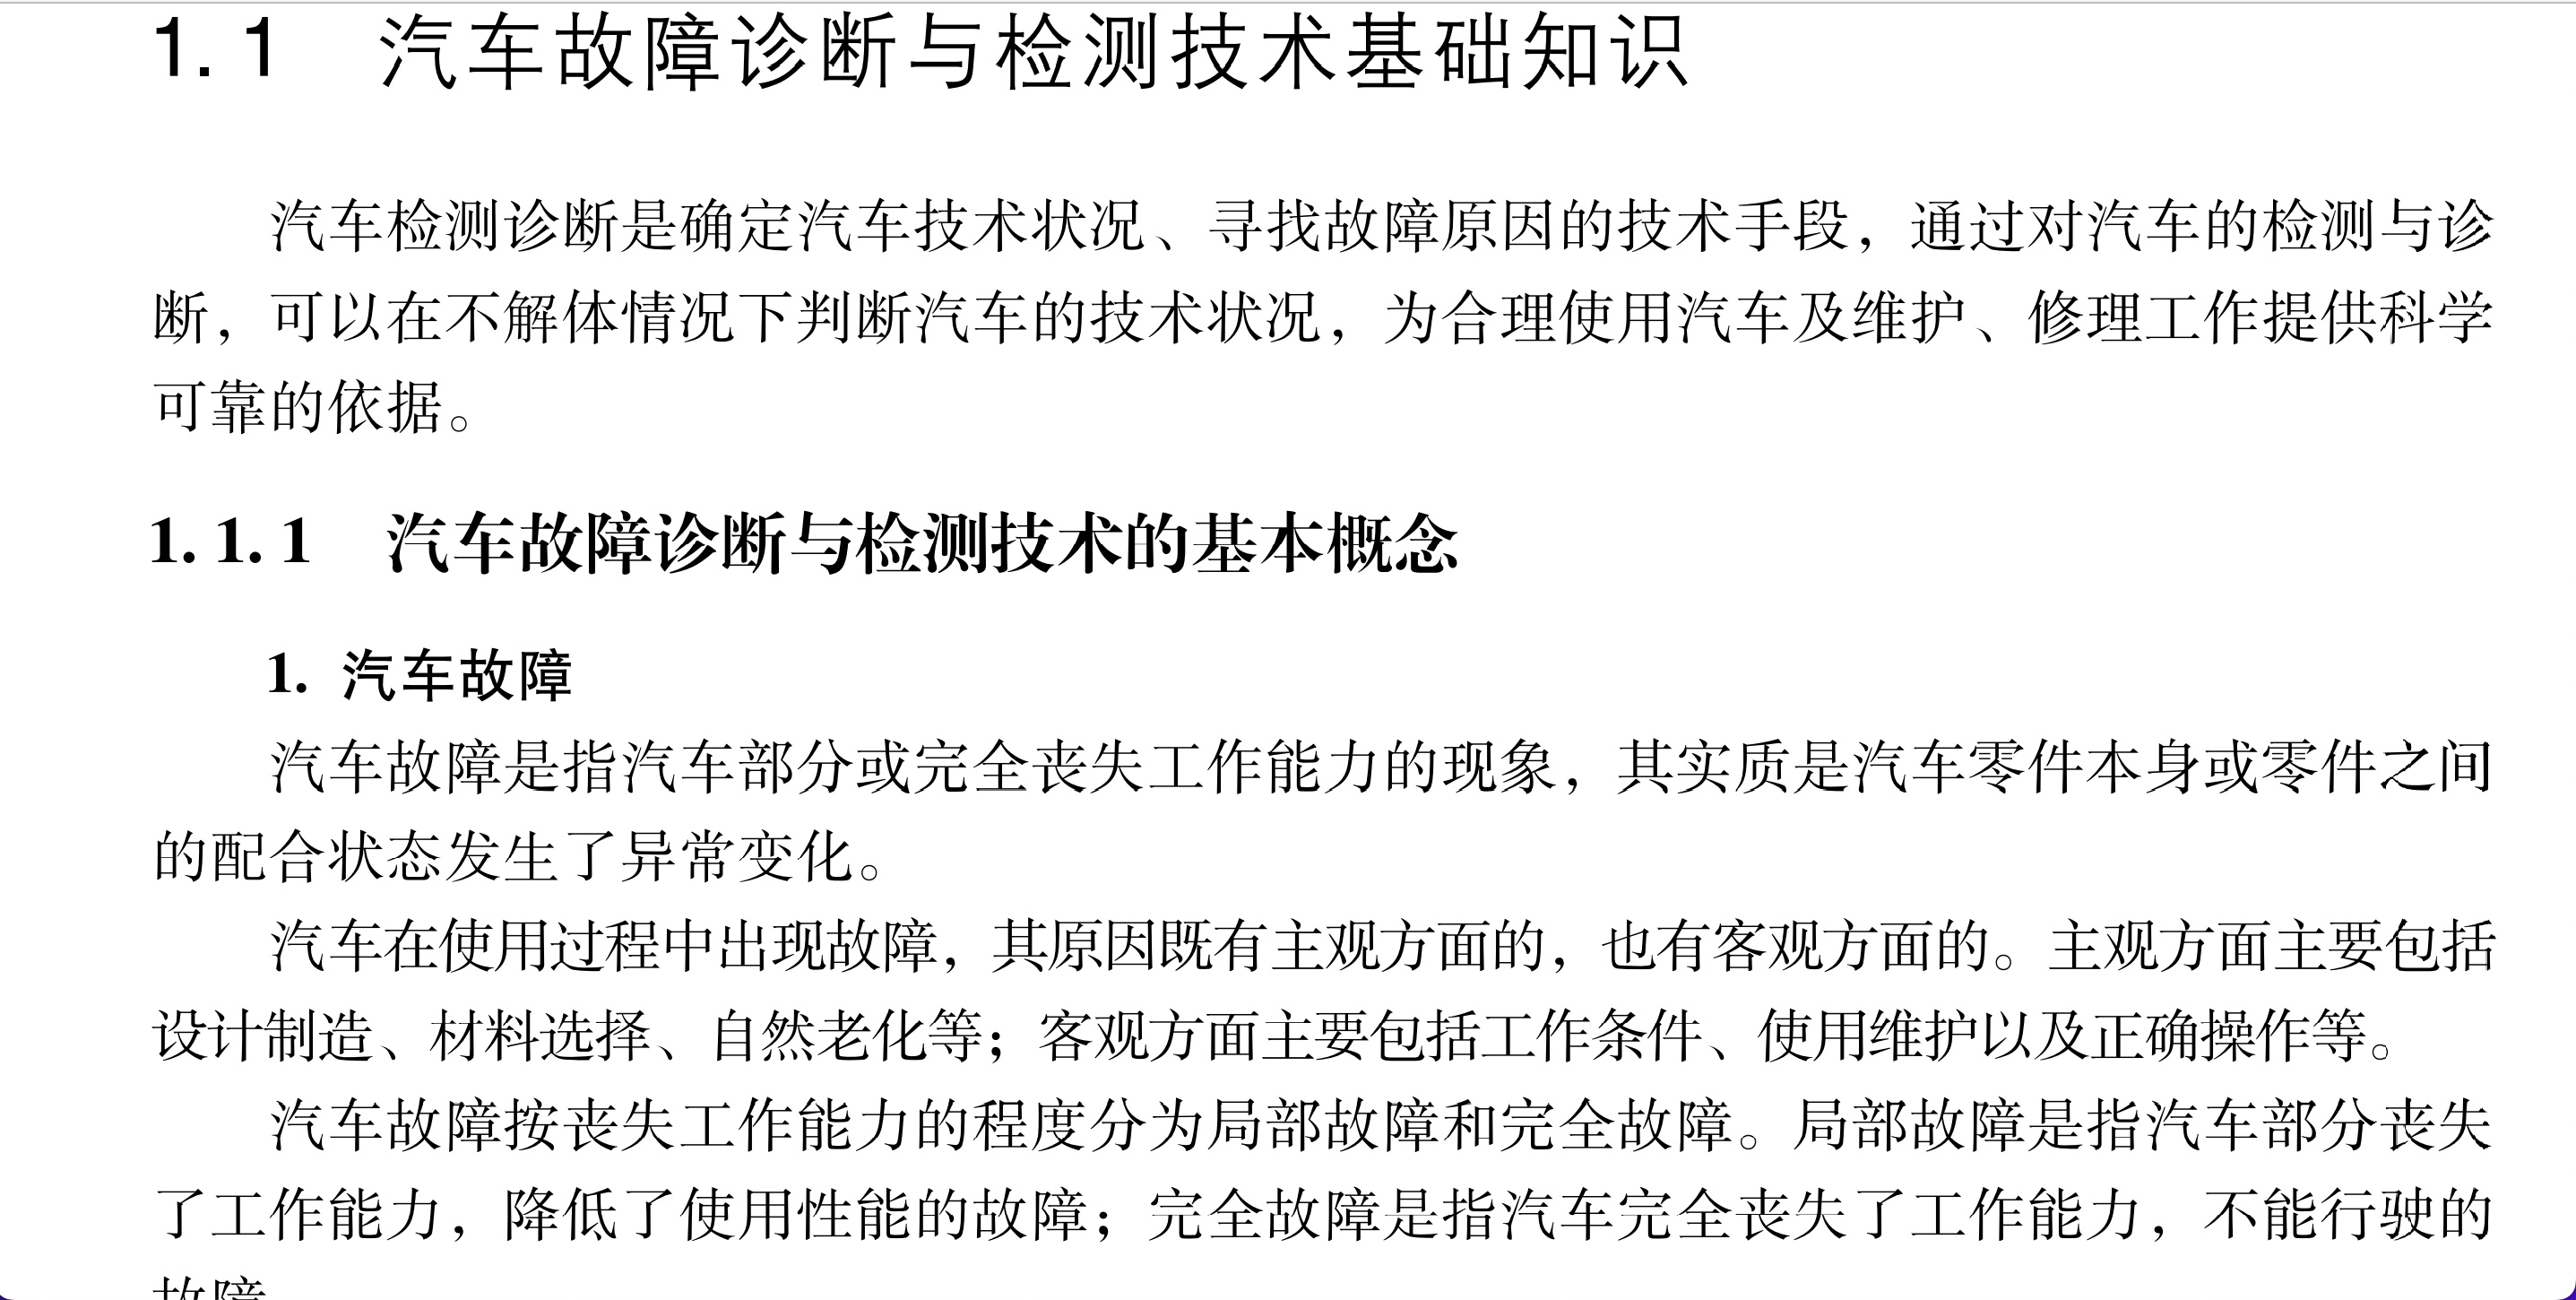 1.1 汽车故障诊断与检测技术基础知识
汽车检测诊断是确定汽车技术状况、寻找故障原因的技术手段，通过对汽车的检测与诊
断，可以在不解体情况下判断汽车的技术状况，为合理使用汽车及维护、修理工作提供科学
可靠的依据。
1.1.1 汽车故障诊断与检测技术的基本概念
1. 汽车故障
汽车故障是指汽车部分或完全丧失工作能力的现象，其实质是汽车零件本身或零件之间
的配合状态发生了异常变化。
汽车在使用过程中出现故障，其原因既有主观方面的，也有客观方面的。主观方面主要包括
设计制造、材料选择、自然老化等；客观方面主要包括工作条件、使用维护以及正确操作等。
汽车故障按丧失工作能力的程度分为局部故障和完全故障。局部故障是指汽车部分丧失
了工作能力，降低了使用性能的故障；完全故障是指汽车完全丧失了工作能力，不能行驶的
故障